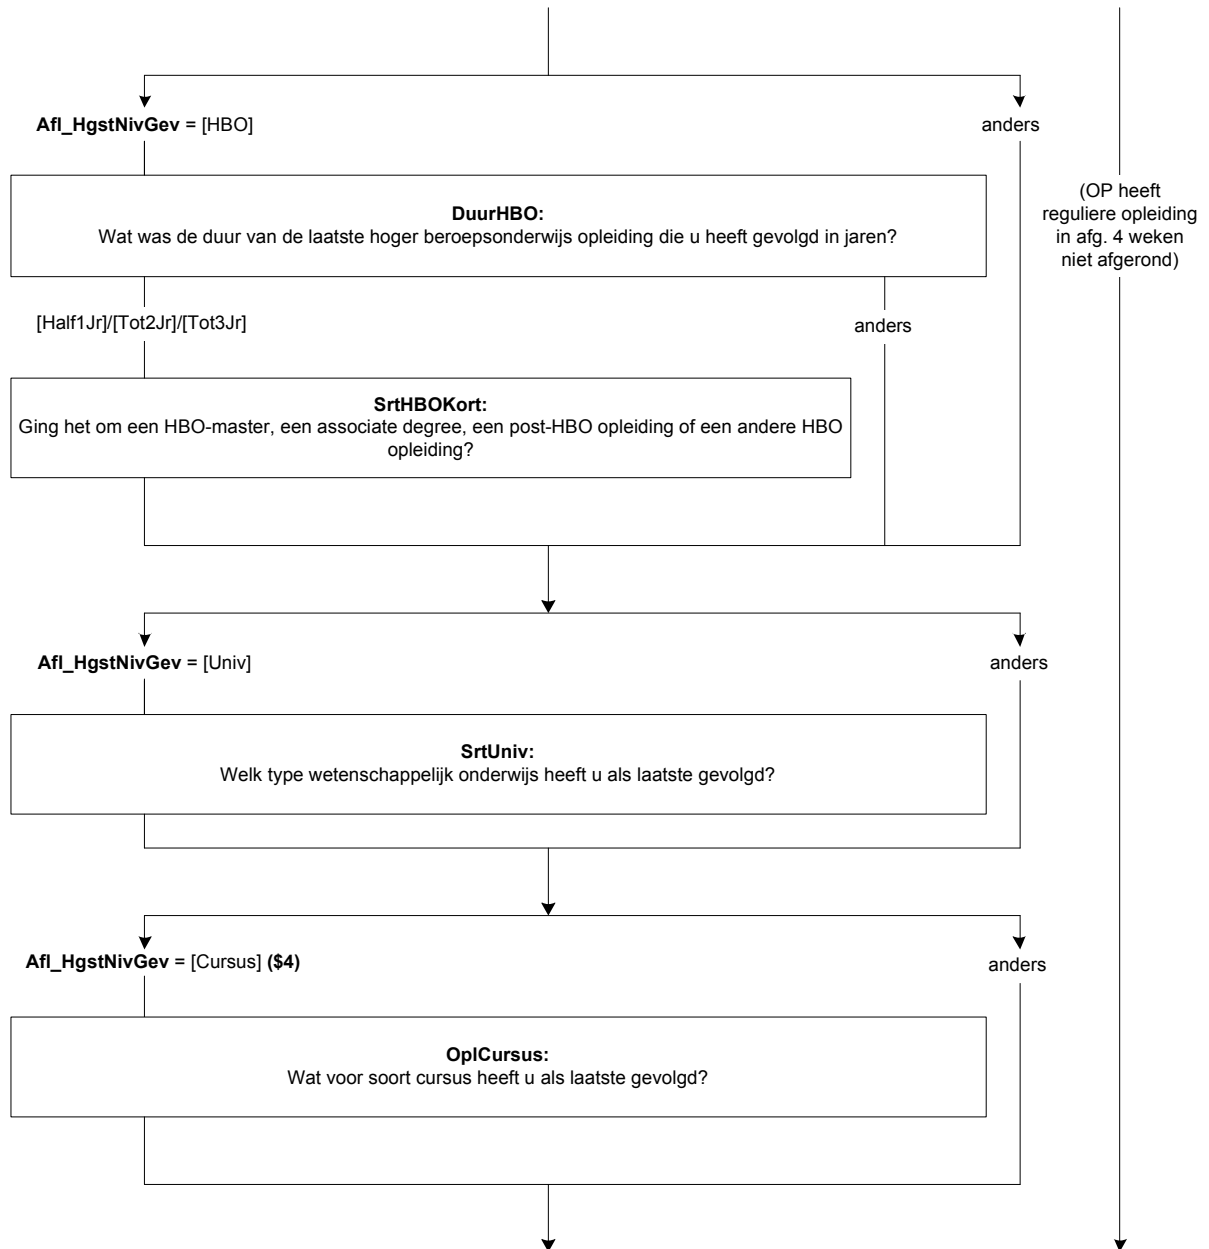 Afl_HgstNivGev = [HBO]
anders
(OP heeft
reguliere opleiding
in afg. 4 weken
niet afgerond)
DuurHBO:
Wat was de duur van de laatste hoger beroepsonderwijs opleiding die u heeft gevolgd in jaren?
[Half1Jr]/[Tot2Jr]/[Tot3Jr]
anders
SrtHBOKort:
Ging het om een HBO-master, een associate degree, een post-HBO opleiding of een andere HBO
opleiding?
Afl_HgstNivGev = [Univ]
anders
SrtUniv:
Welk type wetenschappelijk onderwijs heeft u als laatste gevolgd?
Afl_HgstNivGev = [Cursus] ($4)
anders
OplCursus:
Wat voor soort cursus heeft u als laatste gevolgd?